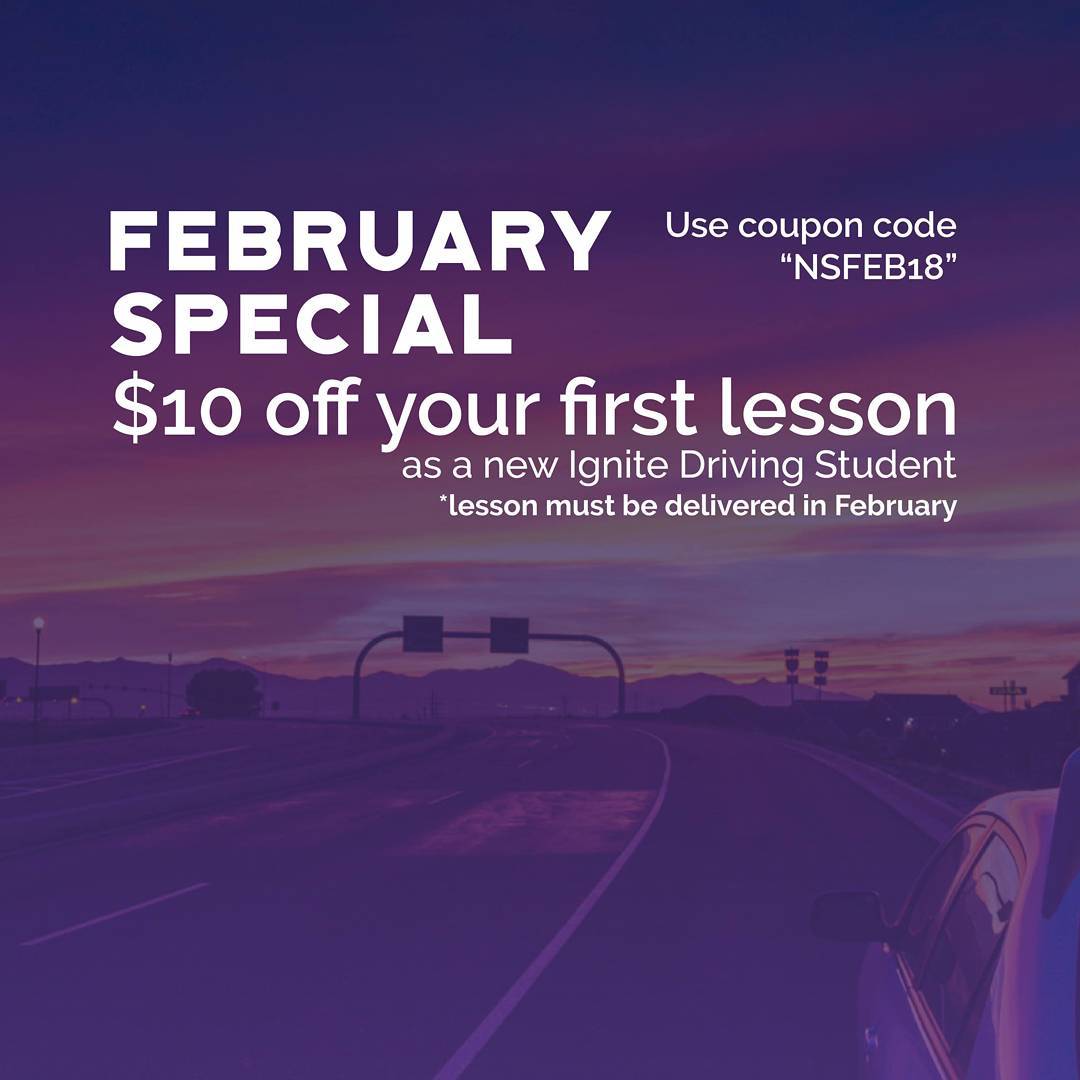 FEBRUARY
SPECIAL
Use coupon code
“NSFEB18”
$10 off your first lesson
as a new Ignite Driving Student
*lesson must be delivered in February